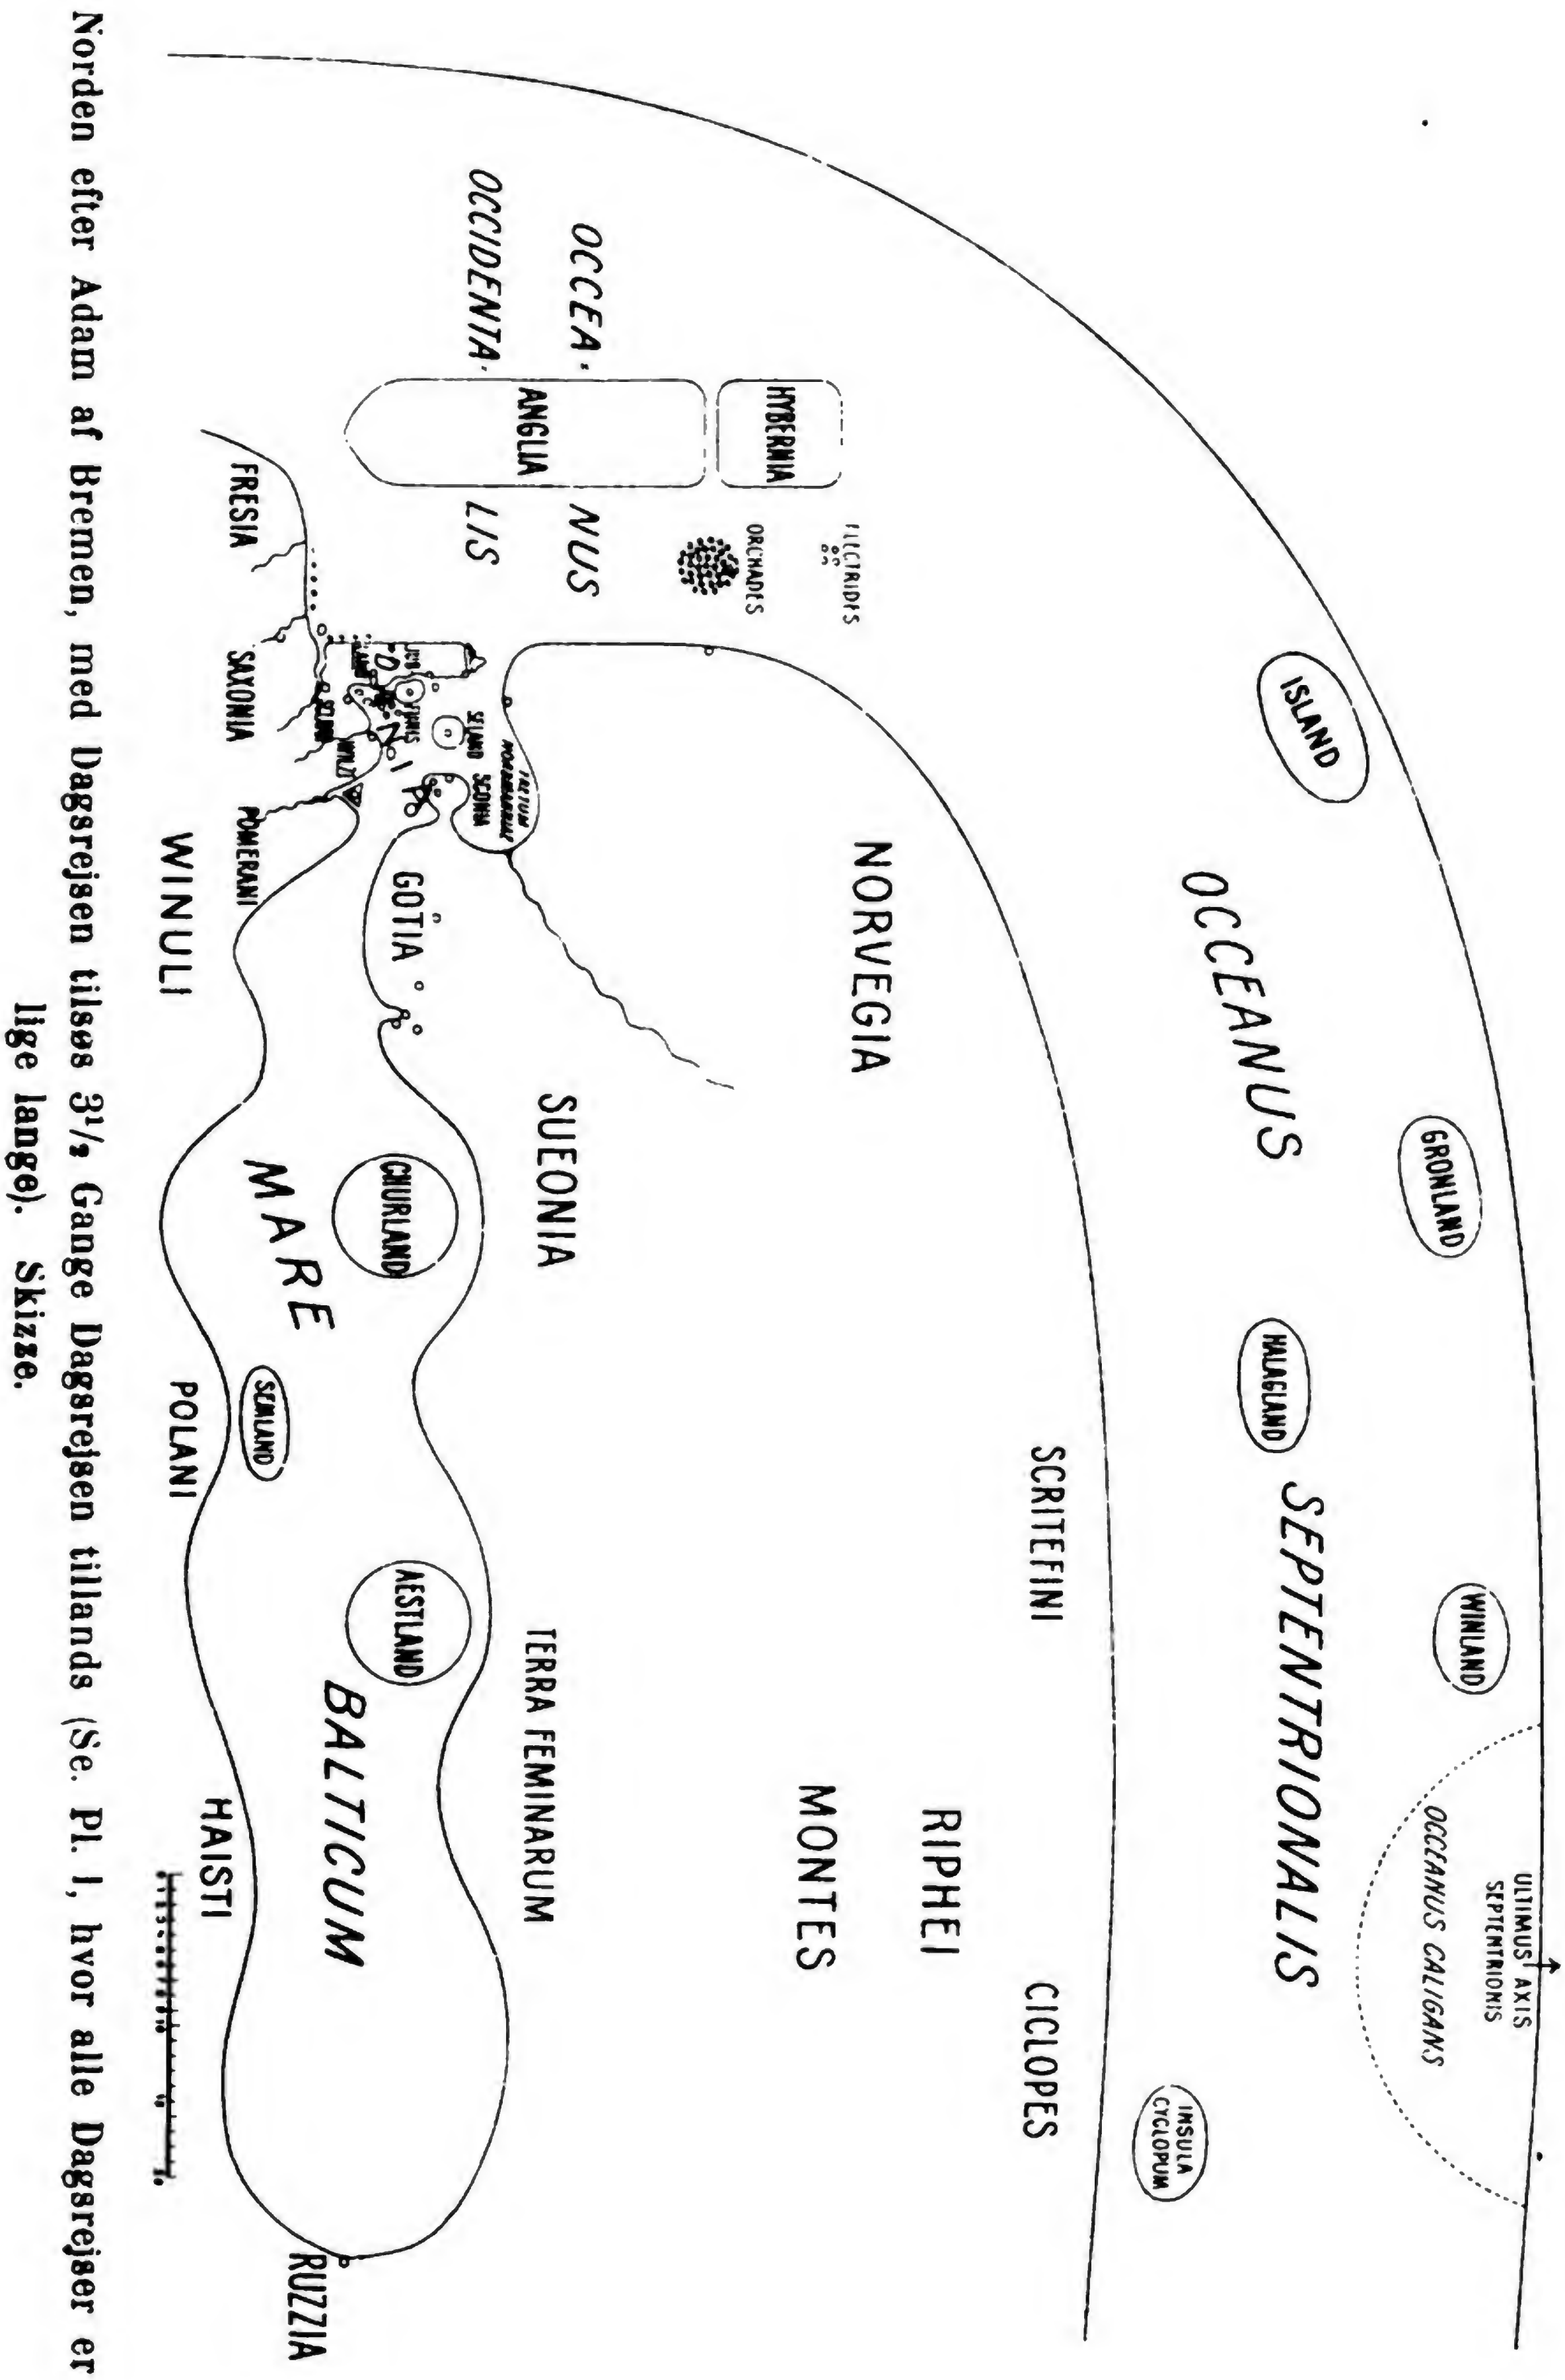 ULTIMUS AXIS
SEPTENTRIONIS
OCCEANUS CALIGANS
WINLAND
GRONLAND
ISLAND
HALAGLAND
OCCEANUS SEPTENTRIONALIS
INSULA
CYCLOPUM
SCRITEFINI
CICLOPES
RIPHEI
MONTES
NORVEGIA
ELECTRIDES
HYBERNIA
ORCHADES
OCCEA-
NUS
OCCIDENTA-
LIS
ANGLIA
SUEONIA
TERRA FEMINARUM
SELAND
SCONIA
GOTIA
CHURLAND
AESTLAND
MARE BALTICUM
SEMLAND
FRESIA
SAXONIA
POMERANI
WINULI
POLANI
HAISTI
RUZZIA
Norden efter Adam af Bremen, med Dagsrejsen tilsøs 3½ Gange Dagsrejsen tillands (Se. Pl. I, hvor alle Dagsrejser er
lige lange). Skizze.